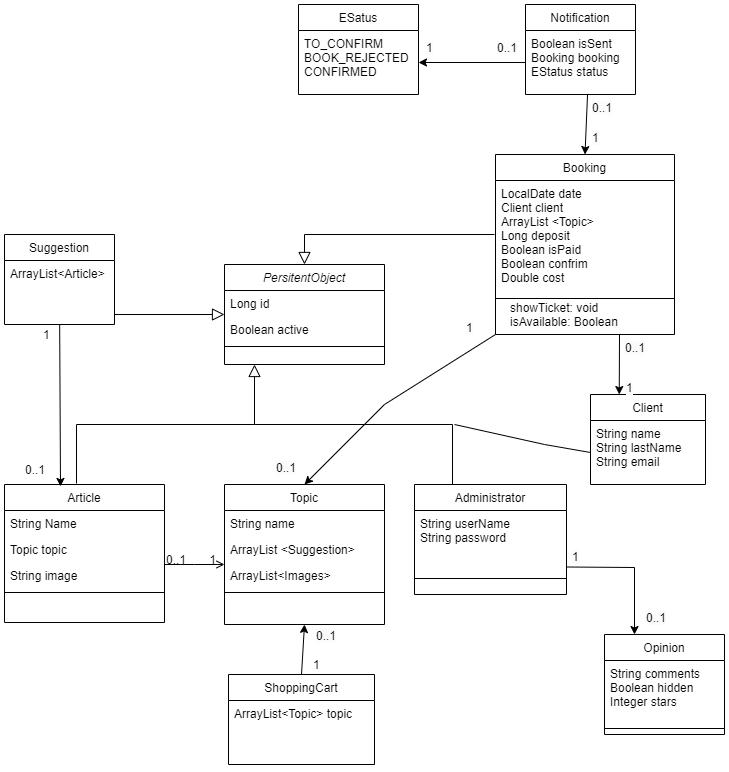 ESatus
TO_CONFIRM
BOOK_REJECTED
CONFIRMED
1
0..1
Notification
Boolean isSent
Booking booking
EStatus status
0..1
1
Booking
LocalDate date
Client client
ArrayList <Topic>
Long deposit
Boolean isPaid
Boolean confrim
Double cost
showTicket: void
isAvailable: Boolean
Suggestion
ArrayList<Article>
PersitentObject
Long id
Boolean active
1
1
0..1
1
Client
String name
String lastName
String email
0..1
0..1
Article
String Name
Topic topic
String image
0..1
1
Topic
String name
ArrayList <Suggestion>
ArrayList<Images>
Administrator
String userName
String password
1
0..1
Opinion
String comments
Boolean hidden
Integer stars
0..1
1
ShoppingCart
ArrayList<Topic> topic